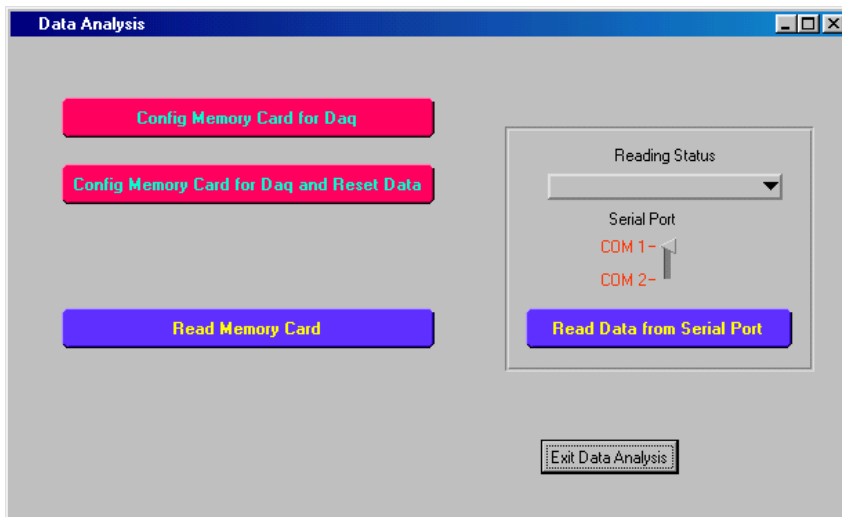 Data Analysis
Config Memory Card for Daq
Config Memory Card for Daq and Reset Data
Read Memory Card
Reading Status
Serial Port
COM 1-
COM 2-
Read Data from Serial Port
Exit Data Analysis